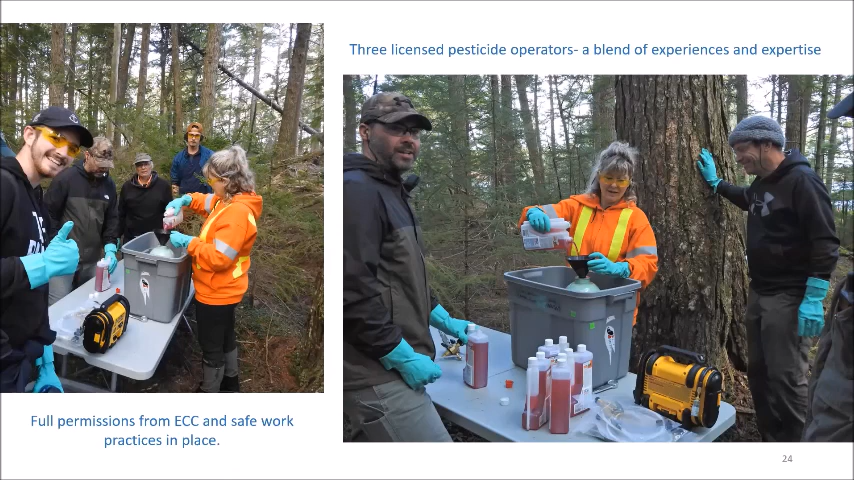 Three licensed pesticide operators- a blend of experiences and expertise
Full permissions from ECC and safe work
practices in place.
24